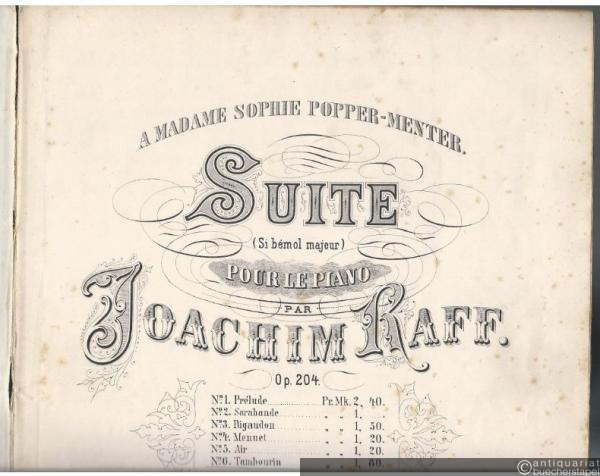 A MADAME SOPHIE POPPER-MENTER.
SUITE
(Si bémol majeur)
POUR LE PIANO
PAR
JOACHIM RAFF.
Op. 204.
No 1. Prélude Pr. Mk. 2, 40.
No 2. Sarabande „ „ 1, —
No 3. Rigaudon „ „ 1, 50.
No 4. Menuet „ „ 1, 20.
No 5. Air „ „ 1, 20.
No 6. Tambourin „ „ 1, 80.
antiquariat
buecherstapel